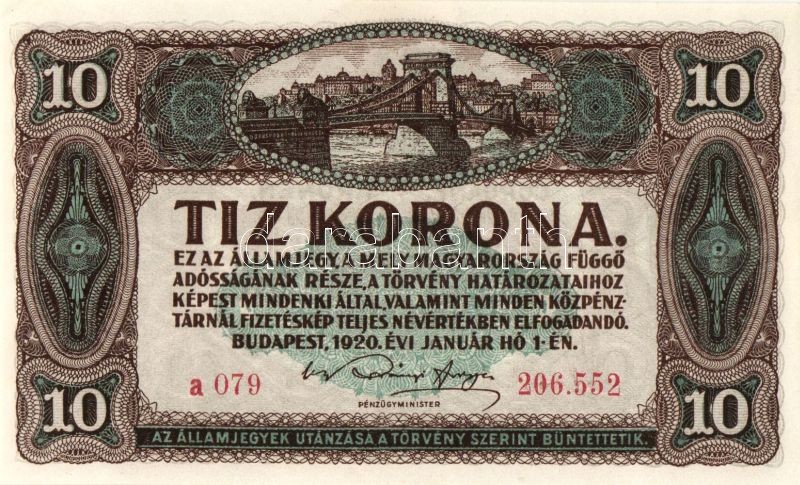 10 10
TIZ KORONA.
darabanth
EZ AZ ÁLLAMJEGY, A MELY MAGYARORSZÁG FÜGGŐ
ADÓSSÁGÁNAK RÉSZE, A TÖRVÉNY HATÁROZATAIHOZ
KÉPEST MINDENKI ÁLTAL, VALAMINT MINDEN KÖZPÉNZ-
TÁRNÁL FIZETÉSKÉP TELJES NÉVÉRTÉKBEN ELFOGADANDÓ.
BUDAPEST, 1920. ÉVI JANUÁR HÓ 1-ÉN.
a 079 206.552
PÉNZÜGYMINISTER
10 10
AZ ÁLLAMJEGYEK UTÁNZÁSA A TÖRVÉNY SZERINT BÜNTETTETIK.